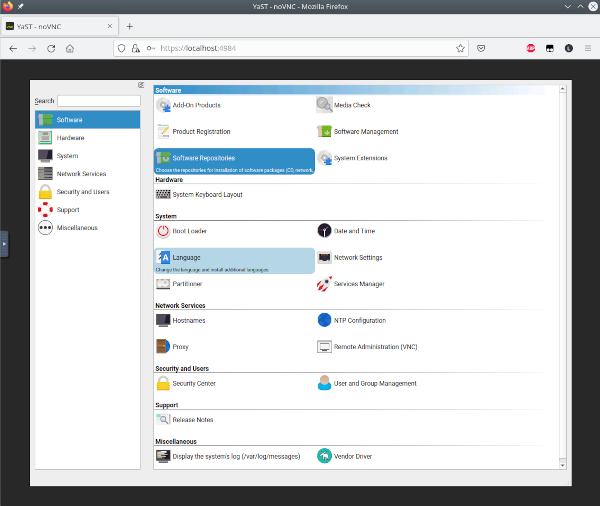 YaST - noVNC - Mozilla Firefox
YaST - noVNC
https://localhost:4984
Search
Software
Hardware
System
Network Services
Security and Users
Support
Miscellaneous
Software
Add-On Products
Media Check
Product Registration
Software Management
Software Repositories
Choose the repositories for installation of software packages (CD, network,
System Extensions
Hardware
System Keyboard Layout
System
Boot Loader
Date and Time
Language
Change the language and install additional languages
Network Settings
Partitioner
Services Manager
Network Services
Hostnames
NTP Configuration
Proxy
Remote Administration (VNC)
Security and Users
Security Center
User and Group Management
Support
Release Notes
Miscellaneous
Display the system's log (/var/log/messages)
Vendor Driver